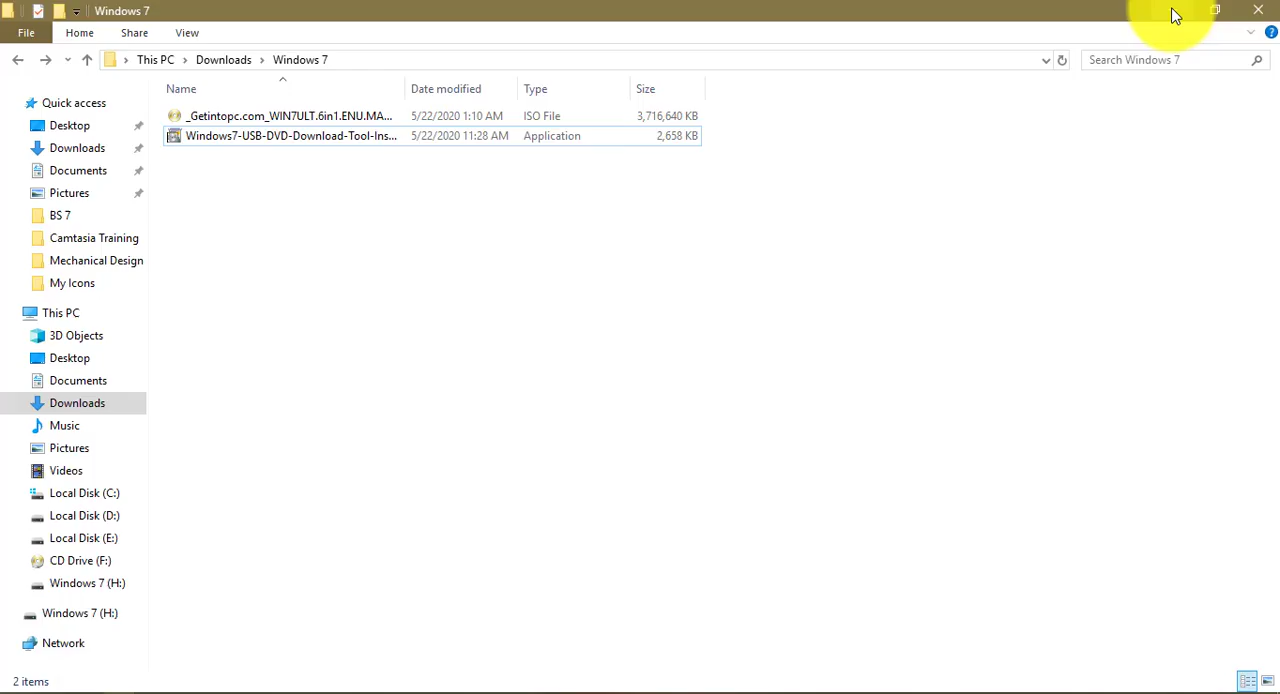 Windows 7
File Home Share View
This PC Downloads Windows 7 Search Windows 7
Name Date modified Type Size
_Getintopc.com_WIN7ULT.6in1.ENU.MA... 5/22/2020 1:10 AM ISO File 3,716,640 KB
Windows7-USB-DVD-Download-Tool-Ins... 5/22/2020 11:28 AM Application 2,658 KB
Quick access
Desktop
Downloads
Documents
Pictures
BS 7
Camtasia Training
Mechanical Design
My Icons
This PC
3D Objects
Desktop
Documents
Downloads
Music
Pictures
Videos
Local Disk (C:)
Local Disk (D:)
Local Disk (E:)
CD Drive (F:)
Windows 7 (H:)
Windows 7 (H:)
Network
2 items